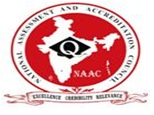 NATIONAL ASSESSMENT AND ACCREDITATION COUNCIL
Q
NAAC
EXCELLENCE CREDIBILITY RELEVANCE